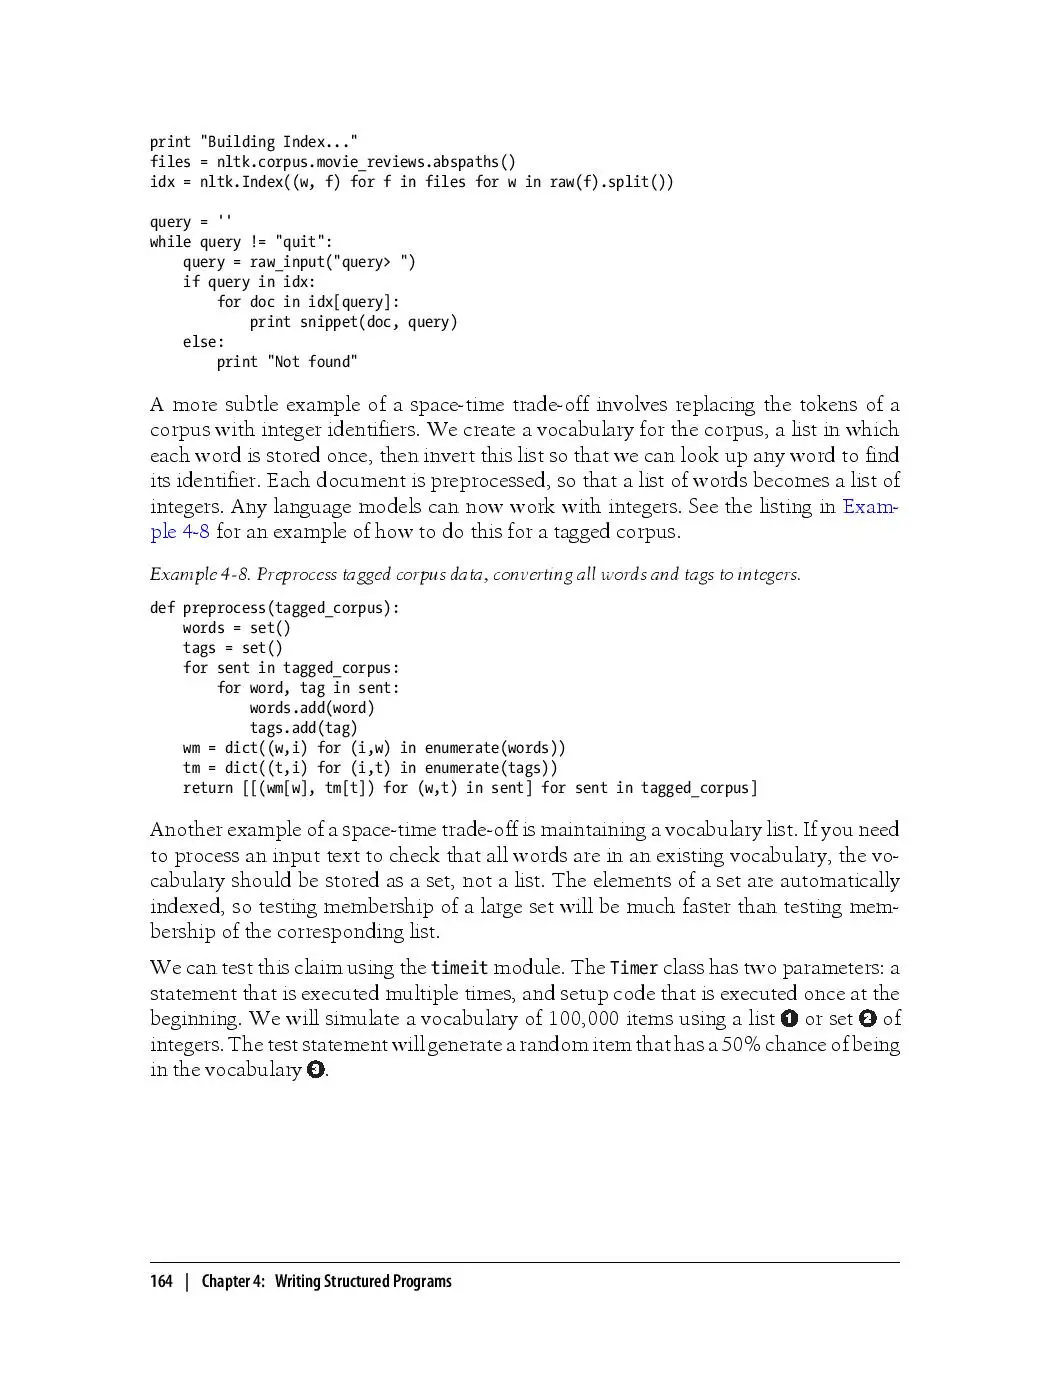 print "Building Index..."
files = nltk.corpus.movie_reviews.abspaths()
idx = nltk.Index((w, f) for f in files for w in raw(f).split())
query = ''
while query != "quit":
    query = raw_input("query> ")
    if query in idx:
        for doc in idx[query]:
            print snippet(doc, query)
    else:
        print "Not found"
A more subtle example of a space-time trade-off involves replacing the tokens of a
corpus with integer identifiers. We create a vocabulary for the corpus, a list in which
each word is stored once, then invert this list so that we can look up any word to find
its identifier. Each document is preprocessed, so that a list of words becomes a list of
integers. Any language models can now work with integers. See the listing in Exam-
ple 4-8 for an example of how to do this for a tagged corpus.
Example 4-8. Preprocess tagged corpus data, converting all words and tags to integers.
def preprocess(tagged_corpus):
    words = set()
    tags = set()
    for sent in tagged_corpus:
        for word, tag in sent:
            words.add(word)
            tags.add(tag)
    wm = dict((w,i) for (i,w) in enumerate(words))
    tm = dict((t,i) for (i,t) in enumerate(tags))
    return [[(wm[w], tm[t]) for (w,t) in sent] for sent in tagged_corpus]
Another example of a space-time trade-off is maintaining a vocabulary list. If you need
to process an input text to check that all words are in an existing vocabulary, the vo-
cabulary should be stored as a set, not a list. The elements of a set are automatically
indexed, so testing membership of a large set will be much faster than testing mem-
bership of the corresponding list.
We can test this claim using the timeit module. The Timer class has two parameters: a
statement that is executed multiple times, and setup code that is executed once at the
beginning. We will simulate a vocabulary of 100,000 items using a list ❶ or set ❷ of
integers. The test statement will generate a random item that has a 50% chance of being
in the vocabulary ❸.
164 | Chapter 4: Writing Structured Programs